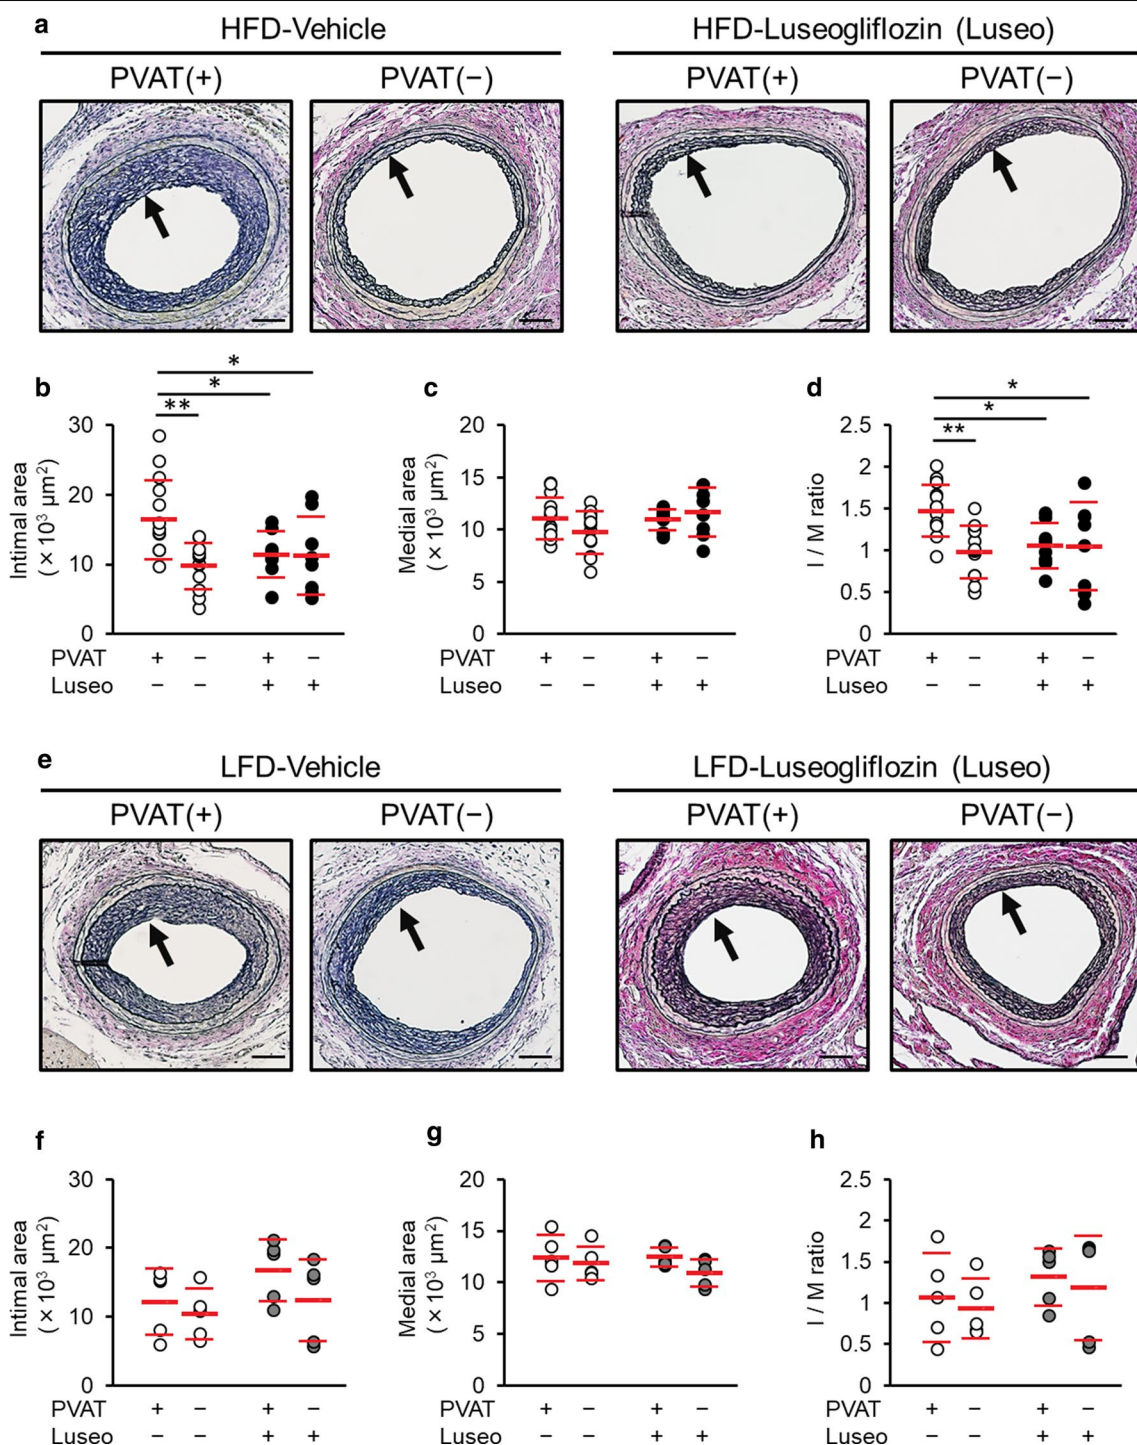 a
HFD-Vehicle HFD-Luseogliflozin (Luseo)
PVAT(+) PVAT(−) PVAT(+) PVAT(−)
b c d
* * ** * * **
Intimal area
(×10³ µm²)
30
20
10
0
Medial area
(×10³ µm²)
20
15
10
5
0
I / M ratio
2.5
2
1.5
1
0.5
0
PVAT + − + − PVAT + − + − PVAT + − + −
Luseo − − + + Luseo − − + + Luseo − − + +
e
LFD-Vehicle LFD-Luseogliflozin (Luseo)
PVAT(+) PVAT(−) PVAT(+) PVAT(−)
f g h
Intimal area
(×10³ µm²)
30
20
10
0
Medial area
(×10³ µm²)
20
15
10
5
0
I / M ratio
2.5
2
1.5
1
0.5
0
PVAT + − + − PVAT + − + − PVAT + − + −
Luseo − − + + Luseo − − + + Luseo − − + +